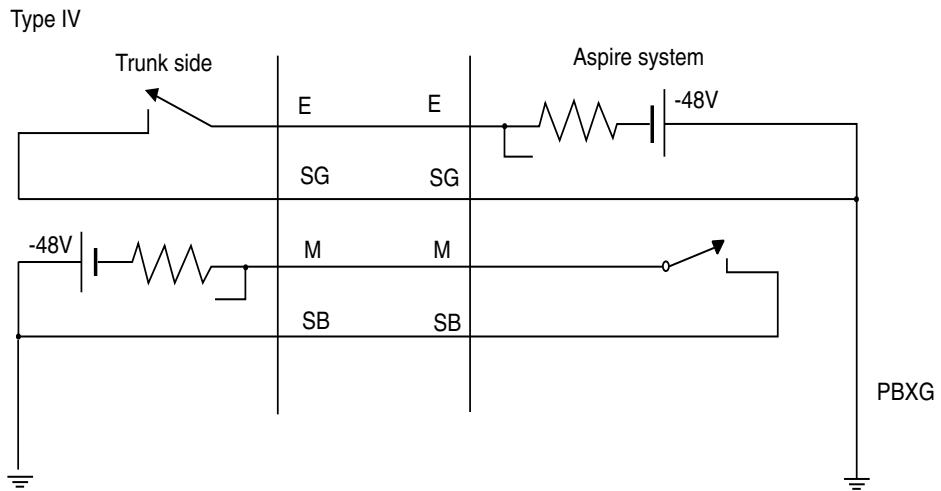 Type IV
Trunk side
Aspire system
E
E
-48V
SG
SG
-48V
M
M
SB
SB
PBXG